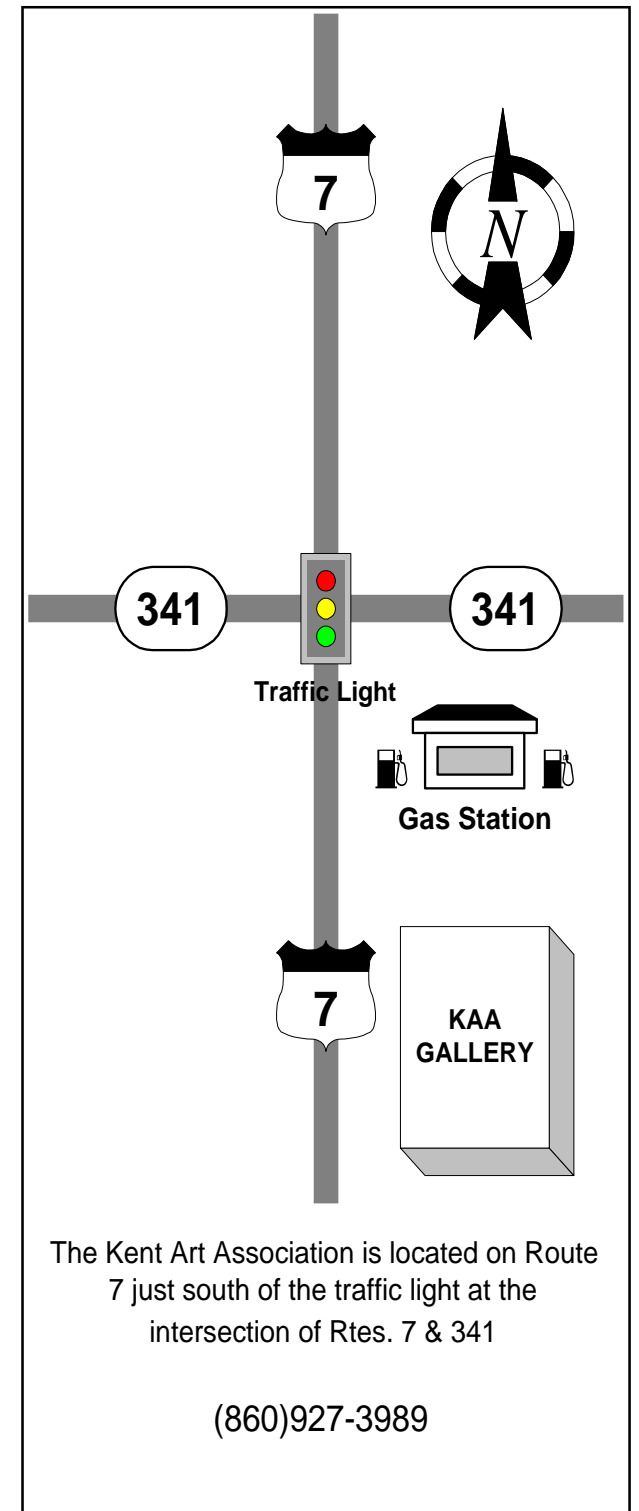 7
N
341
341
Traffic Light
Gas Station
7
KAA
GALLERY
The Kent Art Association is located on Route
7 just south of the traffic light at the
intersection of Rtes. 7 & 341
(860)927-3989